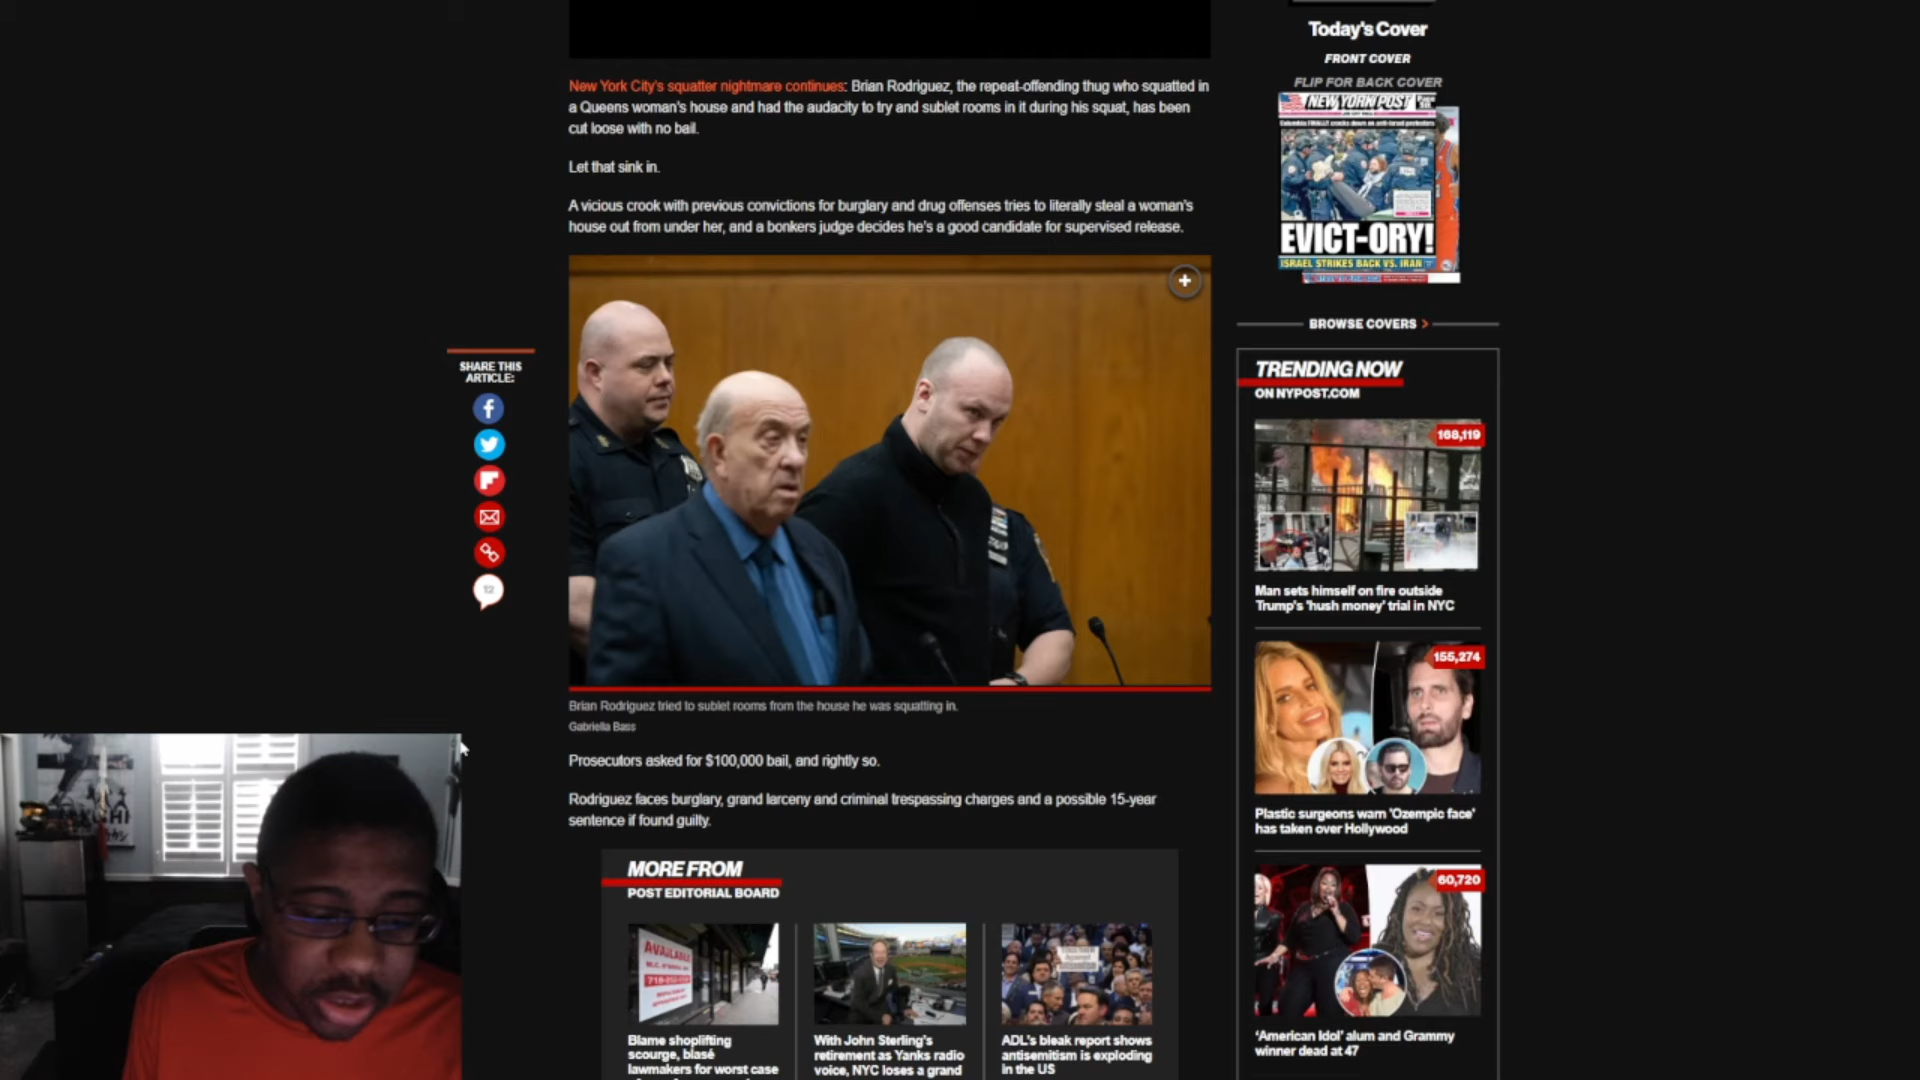 New York City's squatter nightmare continues: Brian Rodriguez, the repeat-offending thug who squatted in
a Queens woman's house and had the audacity to try and sublet rooms in it during his squat, has been
cut loose with no bail.
Let that sink in.
A vicious crook with previous convictions for burglary and drug offenses tries to literally steal a woman's
house out from under her, and a bonkers judge decides he's a good candidate for supervised release.
SHARE THIS
ARTICLE:
12
Brian Rodriguez tried to sublet rooms from the house he was squatting in.
Gabriella Bass
Prosecutors asked for $100,000 bail, and rightly so.
Rodriguez faces burglary, grand larceny and criminal trespassing charges and a possible 15-year
sentence if found guilty.
MORE FROM
POST EDITORIAL BOARD
AVAILABLE
Blame shoplifting
scourge, blasé
lawmakers for worst case
With John Sterling's
retirement as Yanks radio
voice, NYC loses a grand
ADL's bleak report shows
antisemitism is exploding
in the US
Today's Cover
FRONT COVER
FLIP FOR BACK COVER
NEW YORK POST
Columbia FINALLY cracks down on anti-Israel protesters
EVICT-ORY!
ISRAEL STRIKES BACK VS. IRAN
BROWSE COVERS >
TRENDING NOW
ON NYPOST.COM
168,119
Man sets himself on fire outside
Trump's 'hush money' trial in NYC
155,274
Plastic surgeons warn 'Ozempic face'
has taken over Hollywood
60,720
'American Idol' alum and Grammy
winner dead at 47